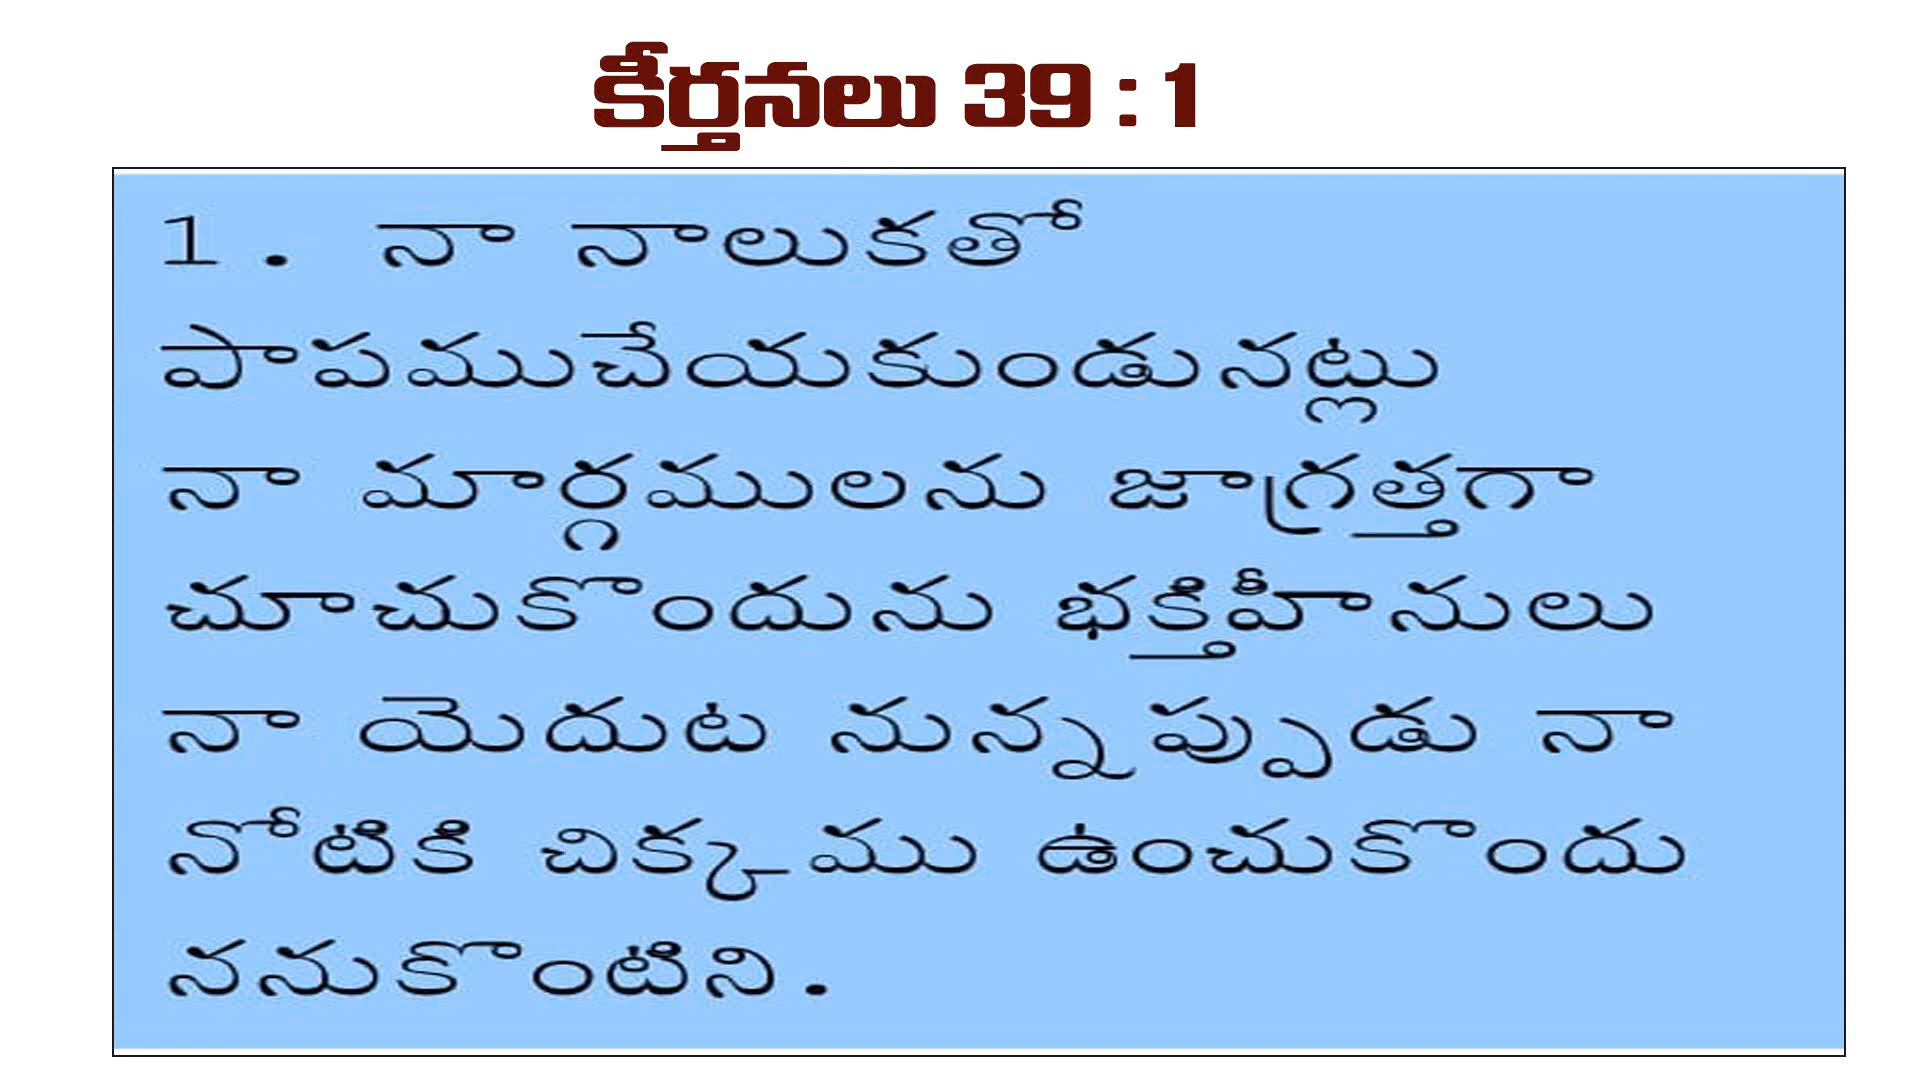 కీర్తనలు 39 : 1
1. నా నాలుకతో
పాపముచేయకుండునట్లు
నా మార్గములను జాగ్రత్తగా
చూచుకొందును భక్తిహీనులు
నా యెదుట నున్నప్పుడు నా
నోటికి చిక్కము ఉంచుకొందు
ననుకొంటిని.